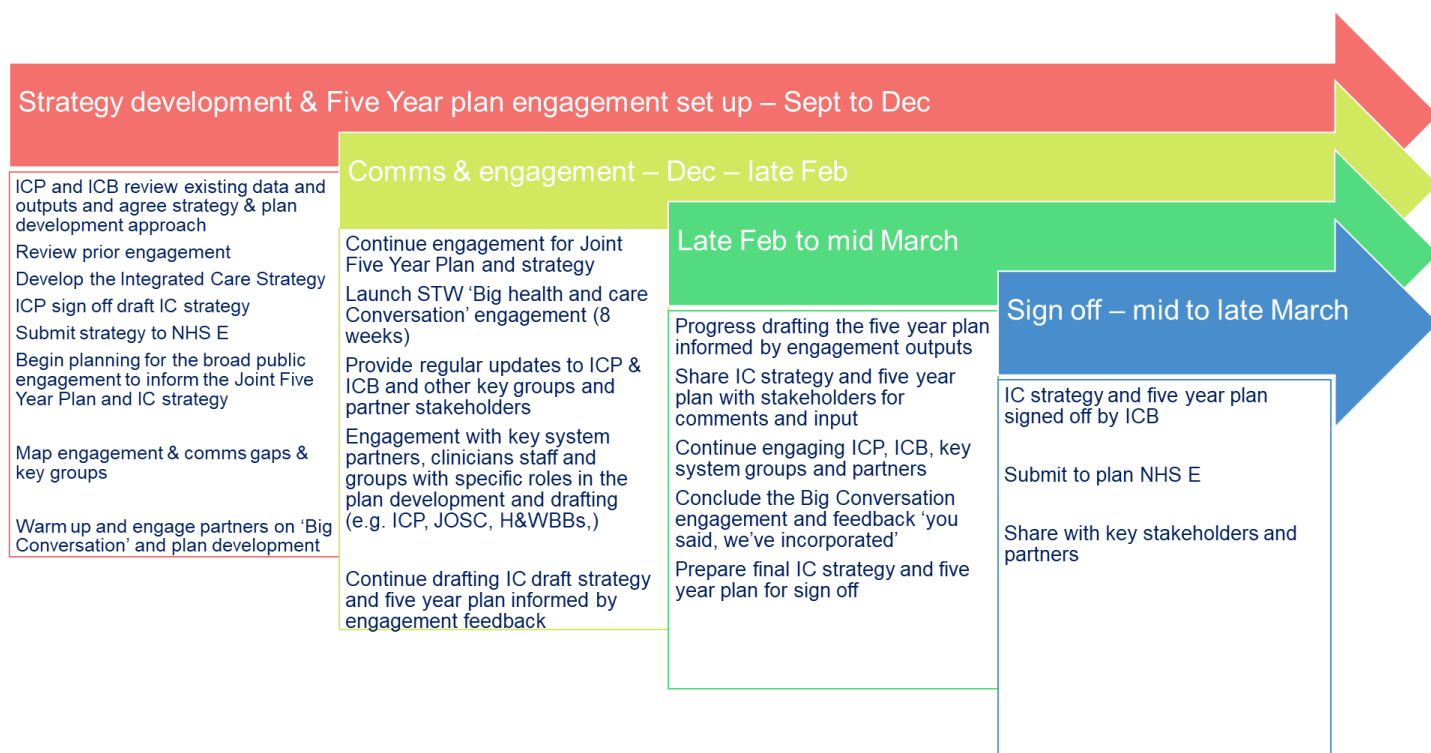 Strategy development & Five Year plan engagement set up – Sept to Dec
ICP and ICB review existing data and
outputs and agree strategy & plan
development approach
Review prior engagement
Develop the Integrated Care Strategy
ICP sign off draft IC strategy
Submit strategy to NHS E
Begin planning for the broad public
engagement to inform the Joint Five
Year Plan and IC strategy
Map engagement & comms gaps &
key groups
Warm up and engage partners on ‘Big
Conversation’ and plan development
Comms & engagement – Dec – late Feb
Continue engagement for Joint
Five Year Plan and strategy
Launch STW ‘Big health and care
Conversation’ engagement (8
weeks)
Provide regular updates to ICP &
ICB and other key groups and
partner stakeholders
Engagement with key system
partners, clinicians staff and
groups with specific roles in the
plan development and drafting
(e.g. ICP, JOSC, H&WBBs,)
Continue drafting IC draft strategy
and five year plan informed by
engagement feedback
Late Feb to mid March
Progress drafting the five year plan
informed by engagement outputs
Share IC strategy and five year
plan with stakeholders for
comments and input
Continue engaging ICP, ICB, key
system groups and partners
Conclude the Big Conversation
engagement and feedback ‘you
said, we’ve incorporated’
Prepare final IC strategy and five
year plan for sign off
Sign off – mid to late March
IC strategy and five year plan
signed off by ICB
Submit to plan NHS E
Share with key stakeholders and
partners